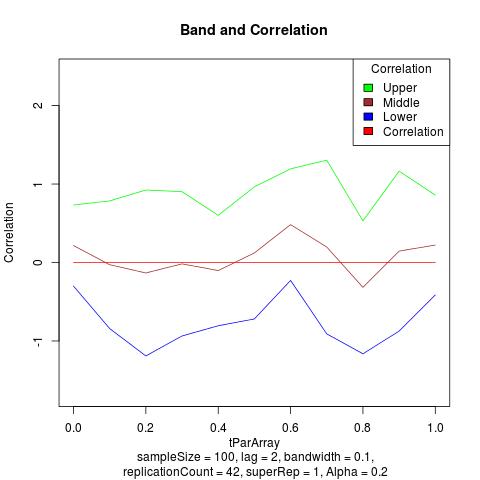 Band and Correlation
Correlation
Upper
Middle
Lower
Correlation
Correlation
2
1
0
-1
0.0 0.2 0.4 0.6 0.8 1.0
tParArray
sampleSize = 100, lag = 2, bandwidth = 0.1,
replicationCount = 42, superRep = 1, Alpha = 0.2